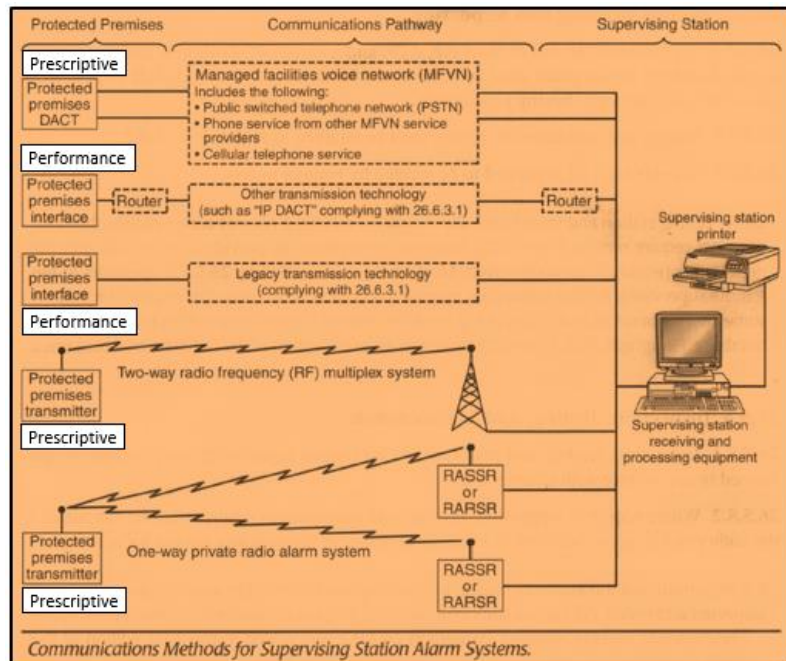 Protected Premises
Communications Pathway
Supervising Station
Prescriptive
Protected
premises
DACT
Managed facilities voice network (MFVN)
Includes the following:
• Public switched telephone network (PSTN)
• Phone service from other MFVN service
providers
• Cellular telephone service
Performance
Protected
premises
interface
Router
Other transmission technology
(such as "IP DACT" complying with 26.6.3.1)
Router
Supervising station
printer
Protected
premises
interface
Legacy transmission technology
(complying with 26.6.3.1)
Performance
Two-way radio frequency (RF) multiplex system
Protected
premises
transmitter
Prescriptive
Supervising station
receiving and
processing equipment
RASSR
or
RARSR
Protected
premises
transmitter
One-way private radio alarm system
RASSR
or
RARSR
Prescriptive
Communications Methods for Supervising Station Alarm Systems.